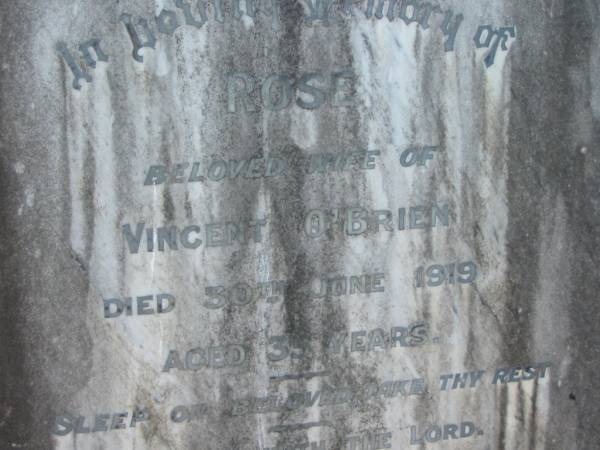 In Loving Memory of
ROSE
BELOVED WIFE OF
VINCENT O'BRIEN
DIED 30TH JUNE 1919
AGED YEARS.
SLEEP ON BELOVED, TAKE THY REST
THE LORD.